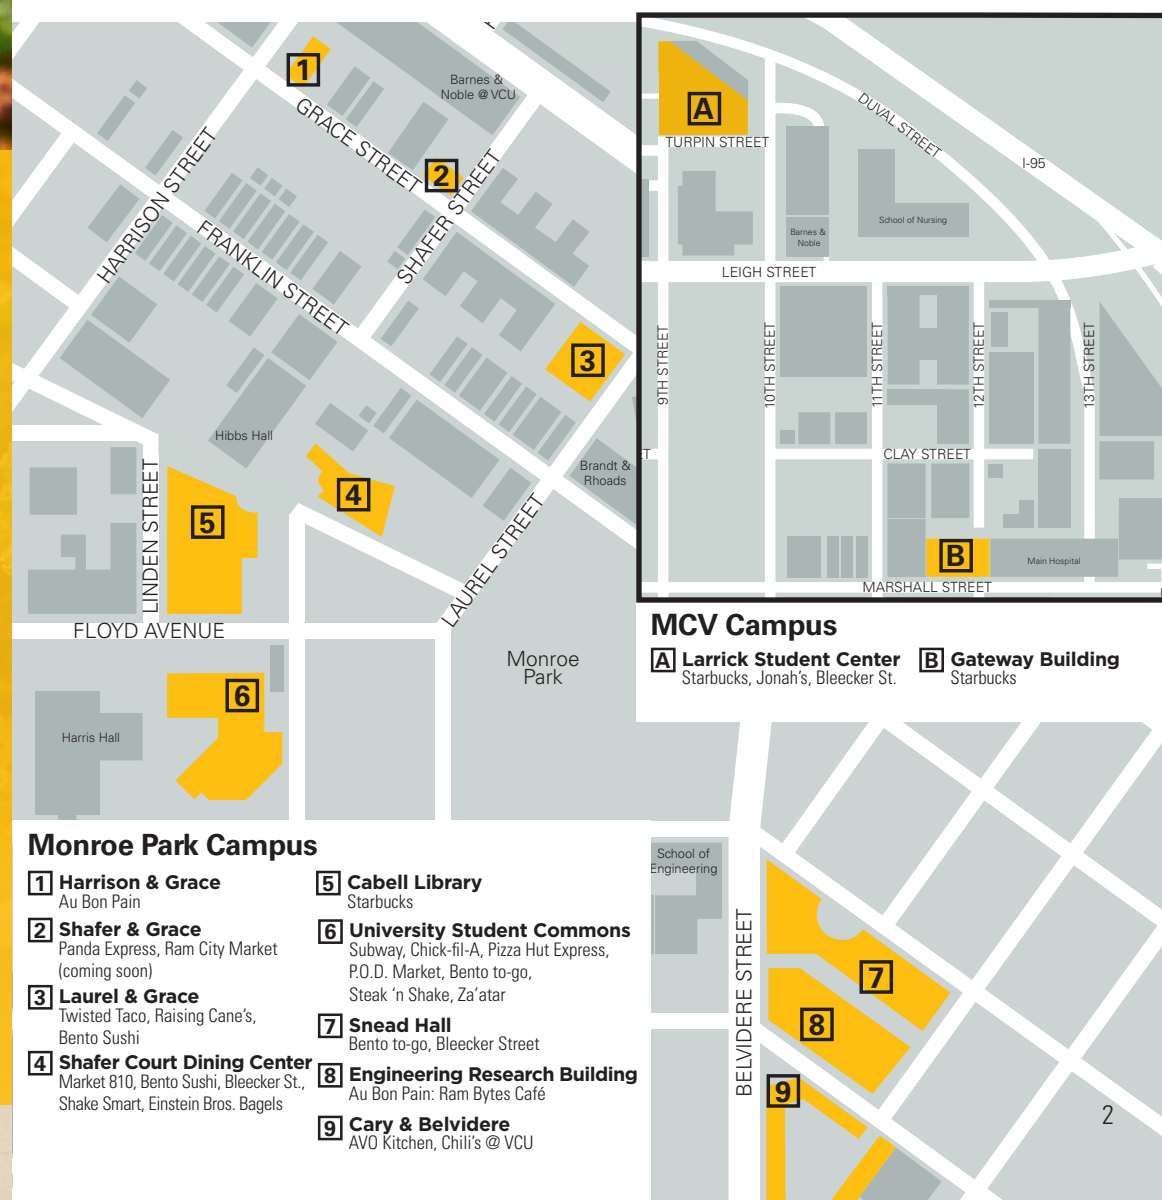 1
Barnes &
Noble @ VCU
GRACE STREET
2
HARRISON STREET
SHAFER STREET
FRANKLIN STREET
3
Hibbs Hall
Brandt &
Rhoads
4
5
LINDEN STREET
LAUREL STREET
FLOYD AVENUE
Monroe
Park
6
Harris Hall
A
TURPIN STREET
DUVAL STREET
I-95
School of Nursing
Barnes &
Noble
LEIGH STREET
9TH STREET
10TH STREET
11TH STREET
12TH STREET
13TH STREET
ET
CLAY STREET
B
Main Hospital
MARSHALL STREET
MCV Campus
A Larrick Student Center
Starbucks, Jonah's, Bleecker St.
B Gateway Building
Starbucks
Monroe Park Campus
1 Harrison & Grace
Au Bon Pain
2 Shafer & Grace
Panda Express, Ram City Market
(coming soon)
3 Laurel & Grace
Twisted Taco, Raising Cane's,
Bento Sushi
4 Shafer Court Dining Center
Market 810, Bento Sushi, Bleecker St.,
Shake Smart, Einstein Bros. Bagels
5 Cabell Library
Starbucks
6 University Student Commons
Subway, Chick-fil-A, Pizza Hut Express,
P.O.D. Market, Bento to-go,
Steak ‘n Shake, Za’atar
7 Snead Hall
Bento to-go, Bleecker Street
8 Engineering Research Building
Au Bon Pain: Ram Bytes Café
9 Cary & Belvidere
AVO Kitchen, Chili's @ VCU
School of
Engineering
BELVIDERE STREET
7
8
9
2